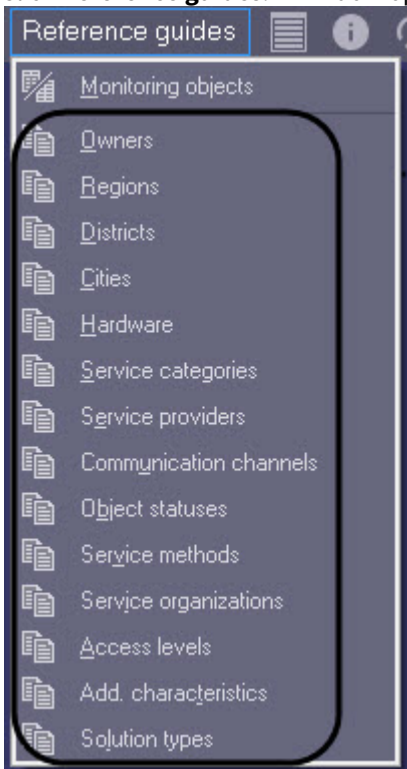 Reference guides
Monitoring objects
Owners
Regions
Districts
Cities
Hardware
Service categories
Service providers
Communication channels
Object statuses
Service methods
Service organizations
Access levels
Add. characteristics
Solution types